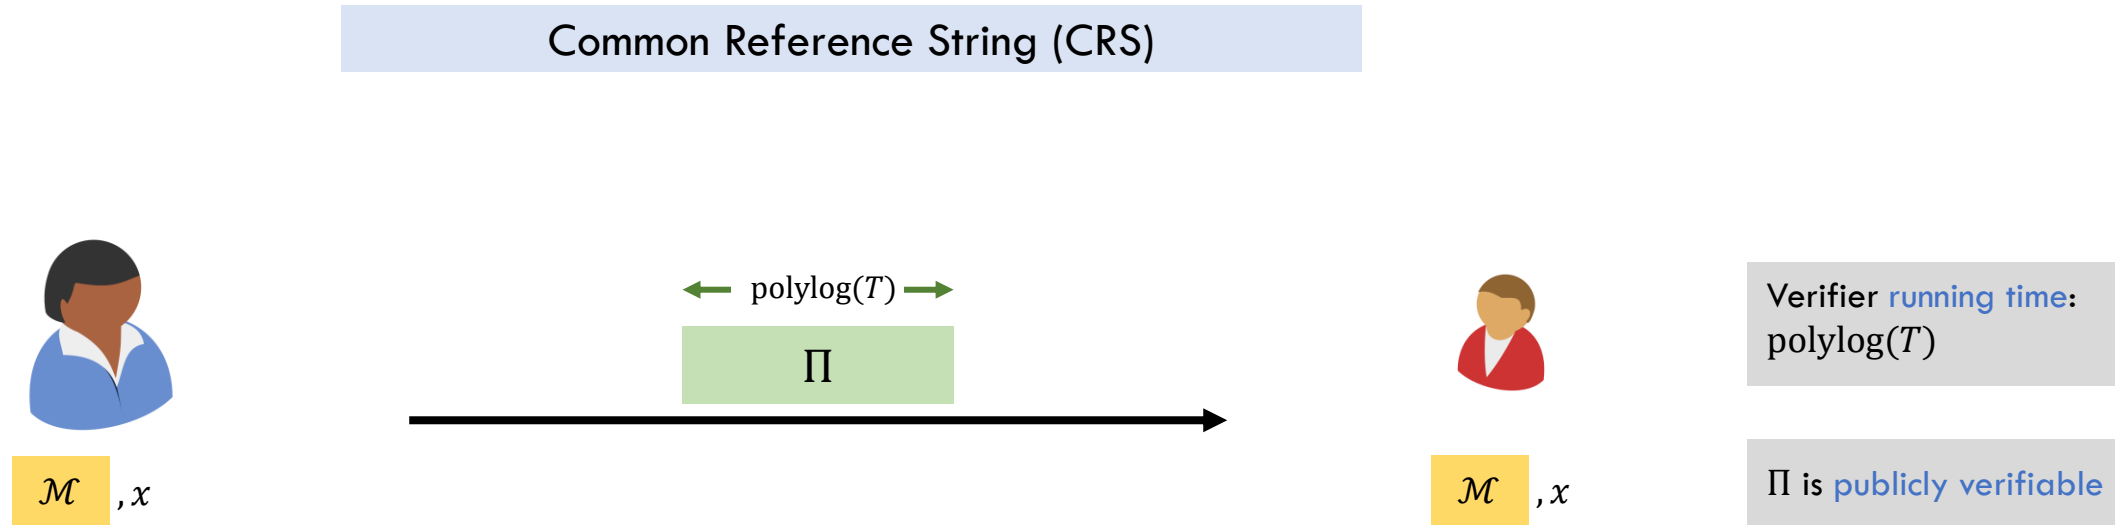 Common Reference String (CRS)
polylog(T)
Π
Verifier running time:
polylog(T)
ℳ , x
ℳ , x
Π is publicly verifiable